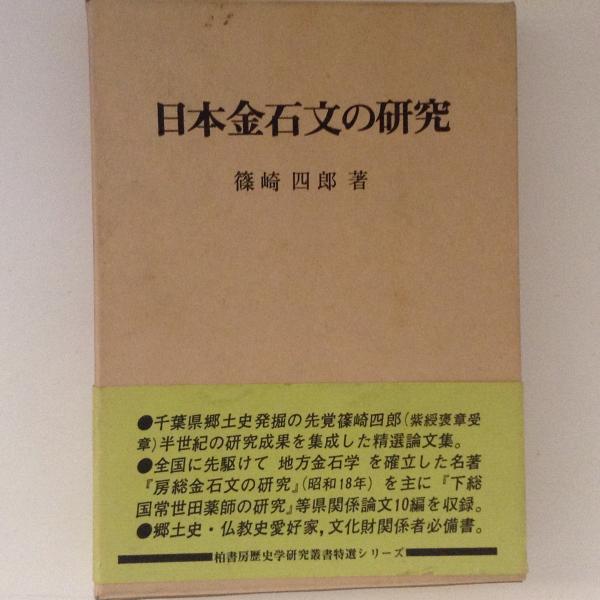 日本金石文の研究
篠崎四郎 著
●千葉県郷土史発掘の先覚篠崎四郎(紫綬褒章受
章)半世紀の研究成果を集成した精選論文集。
●全国に先駆けて 地方金石学 を確立した名著
『房総金石文の研究』(昭和18年) を主に『下総
国常世田薬師の研究』等県関係論文10編を収録。
●郷土史・仏教史愛好家,文化財関係者必備書。
柏書房歴史学研究叢書特選シリーズ